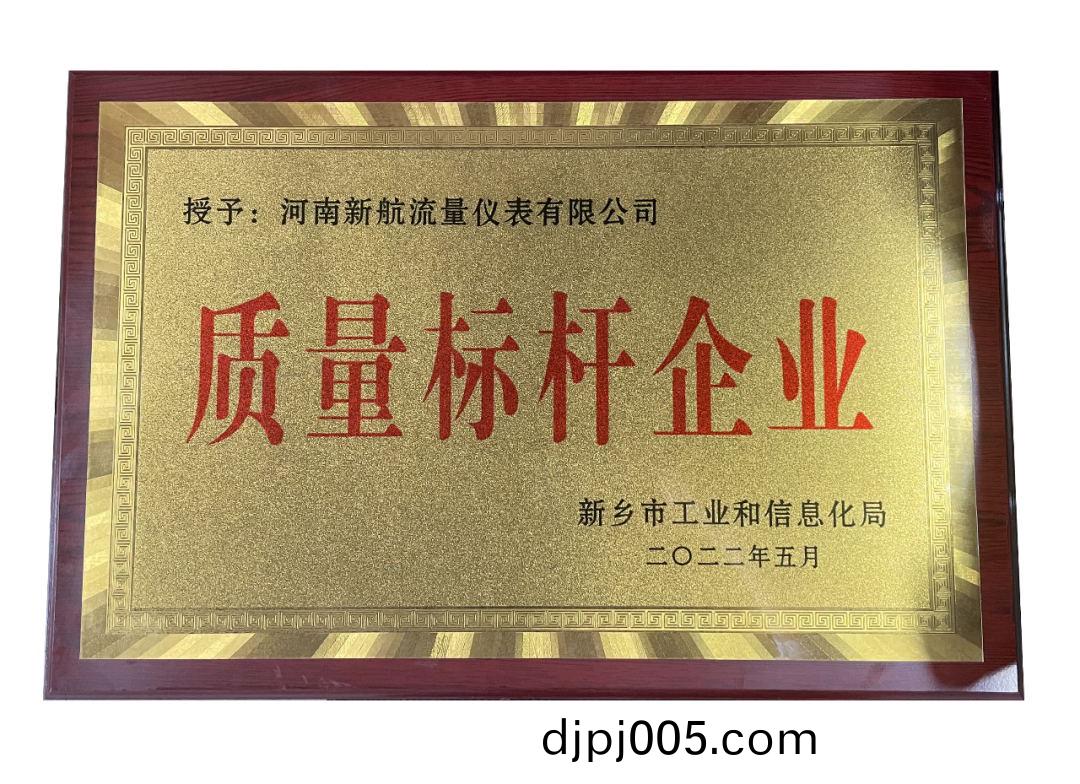 授予：河南新航流量仪表有限公司
质量标杆企业
新乡市工业和信息化局
二〇二二年五月
djpj005.com